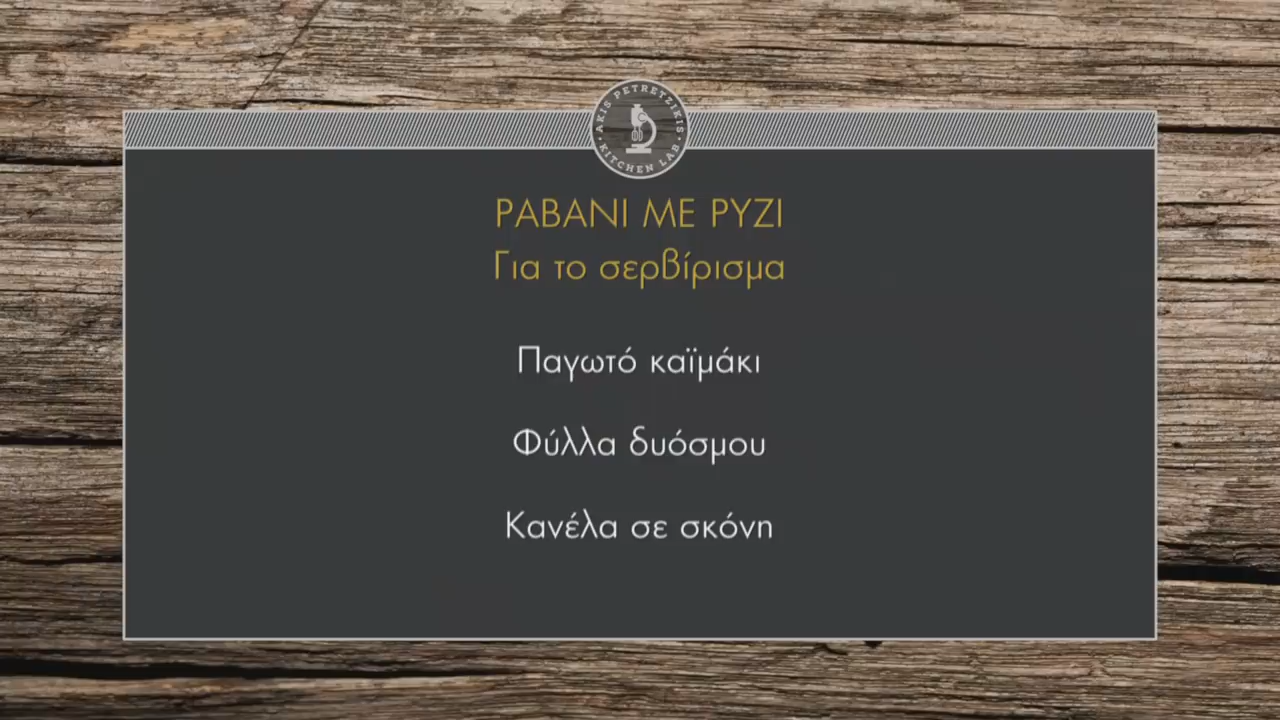 AKIS PETRETZIKIS
KITCHEN LAB
ΡΑΒΑΝΙ ΜΕ ΡΥΖΙ
Για το σερβίρισμα
Παγωτό καϊμάκι
Φύλλα δυόσμου
Κανέλα σε σκόνη